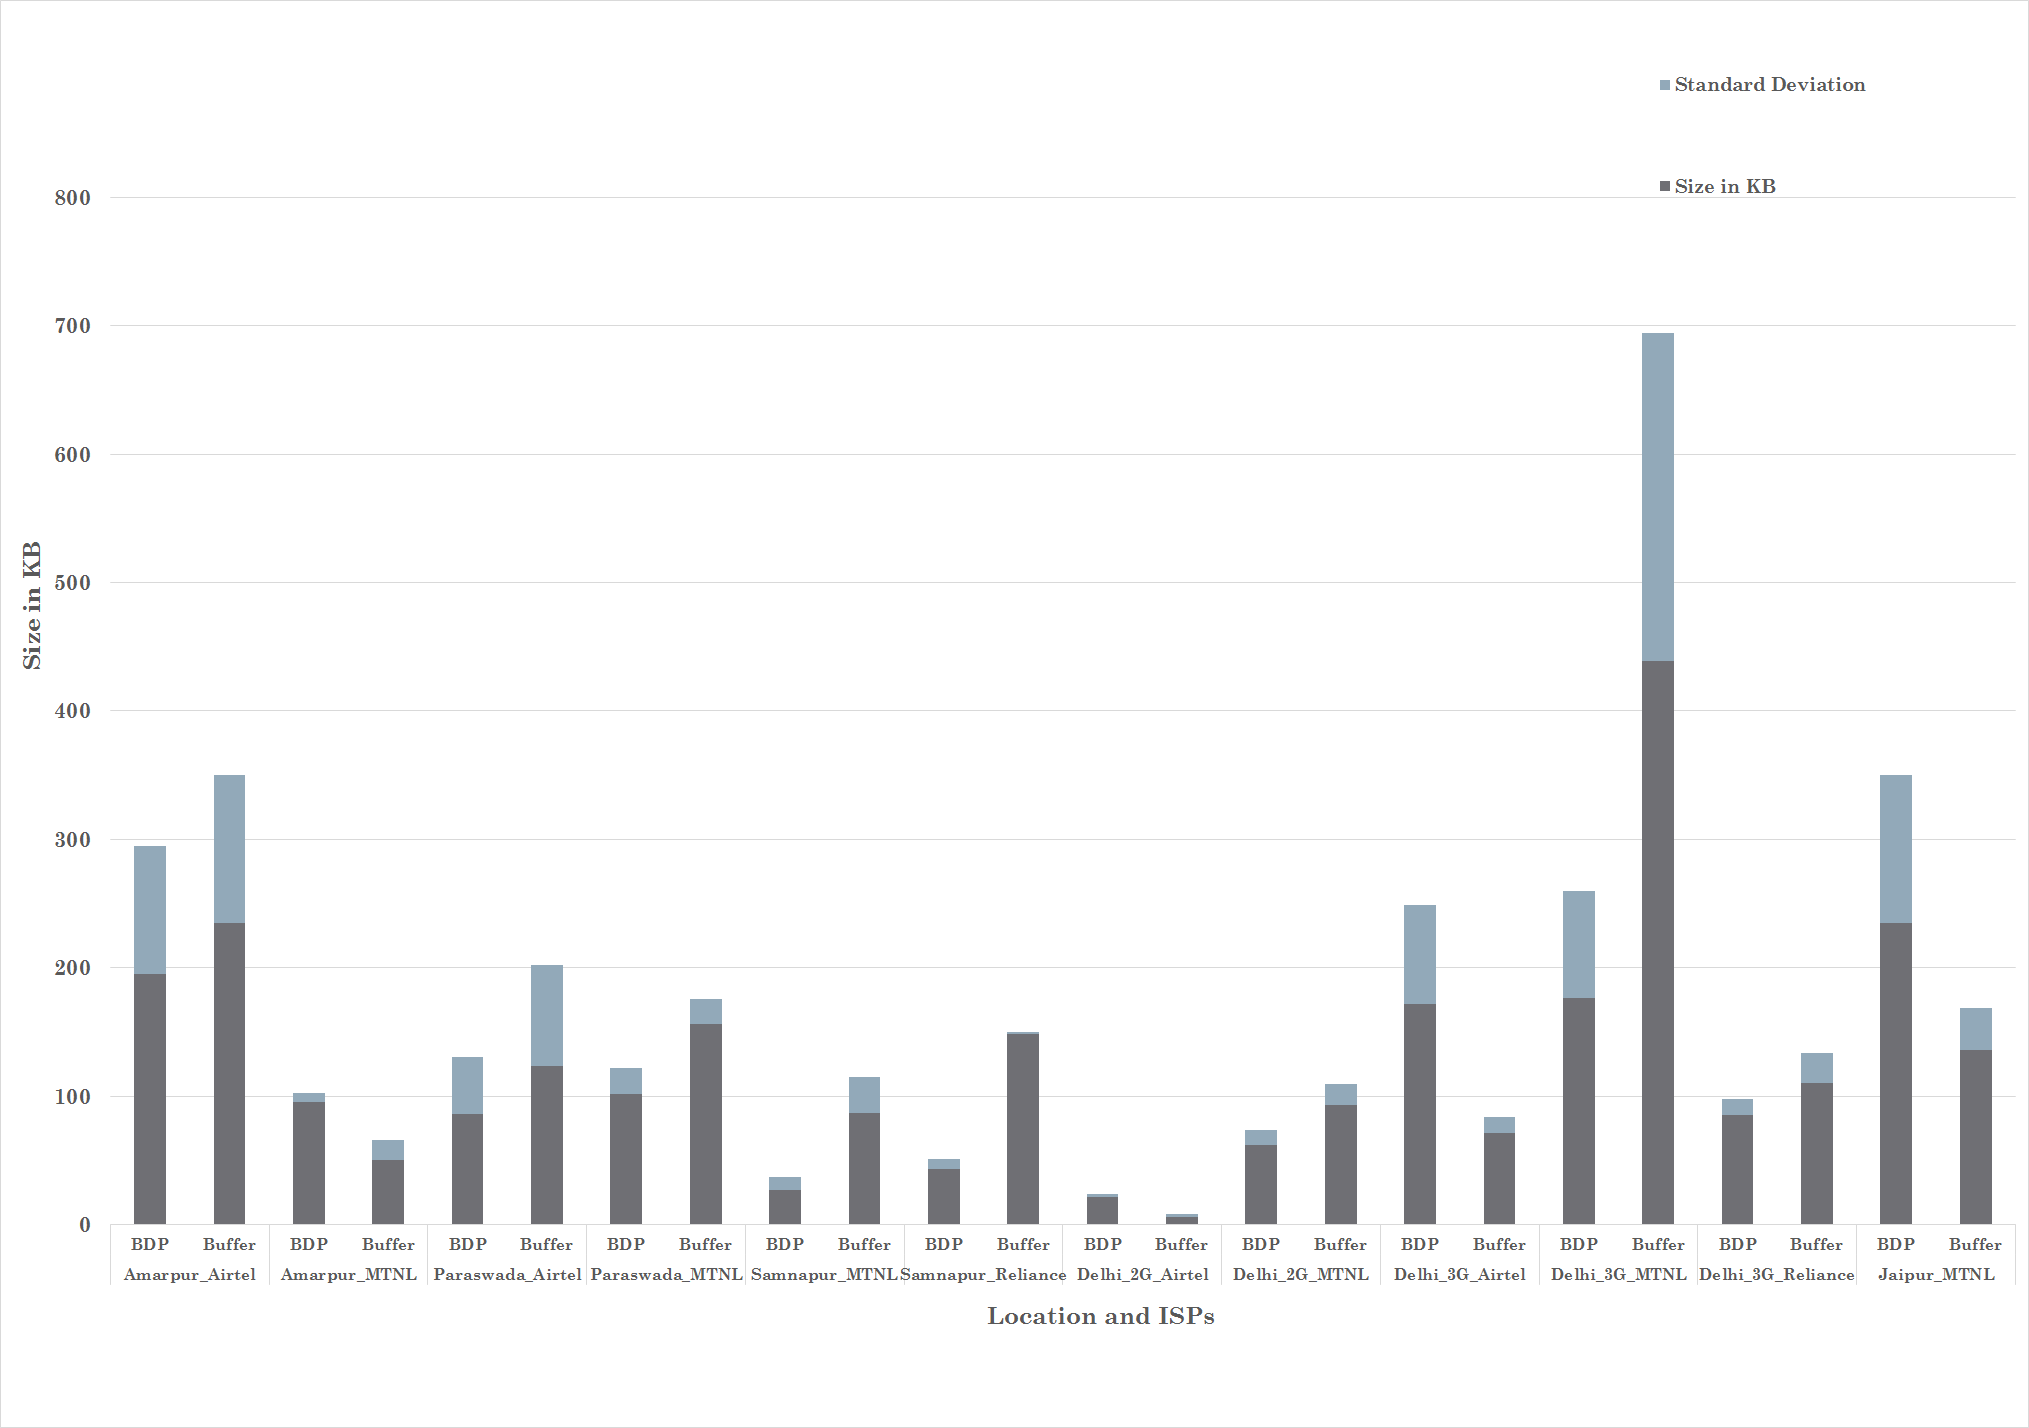 Standard Deviation
Size in KB
800
700
600
500
400
300
200
100
0
Size in KB
BDP Buffer BDP Buffer BDP Buffer BDP Buffer BDP Buffer BDP Buffer BDP Buffer BDP Buffer BDP Buffer BDP Buffer BDP Buffer BDP Buffer
Amarpur_Airtel Amarpur_MTNL Paraswada_Airtel Paraswada_MTNL Samnapur_MTNL Samnapur_Reliance Delhi_2G_Airtel Delhi_2G_MTNL Delhi_3G_Airtel Delhi_3G_MTNL Delhi_3G_Reliance Jaipur_MTNL
Location and ISPs